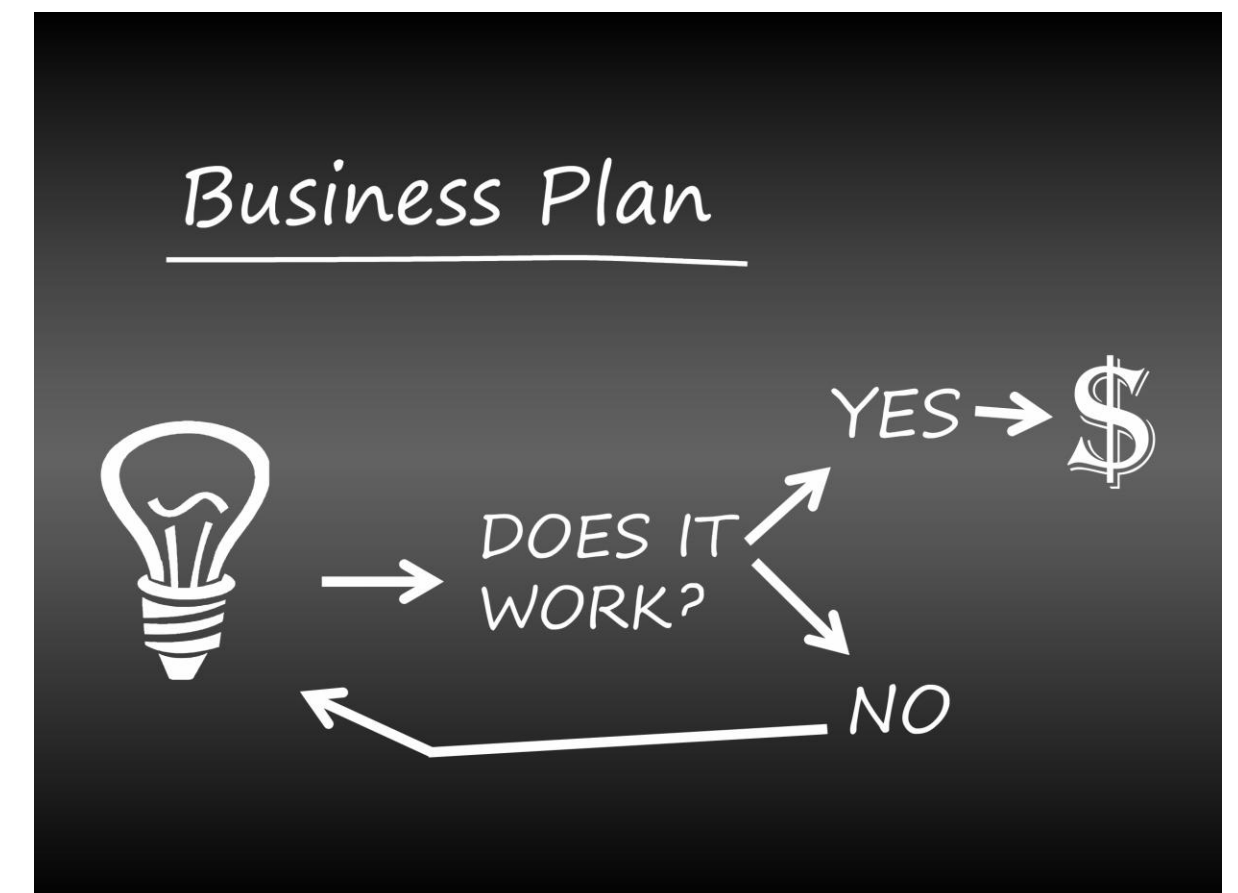 Business Plan
YES
$
DOES IT
WORK?
NO